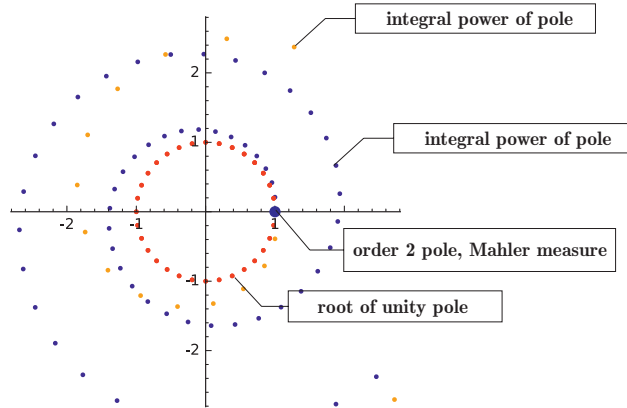 integral power of pole
2
integral power of pole
1
-2
-1
1
order 2 pole, Mahler measure
-1
root of unity pole
-2